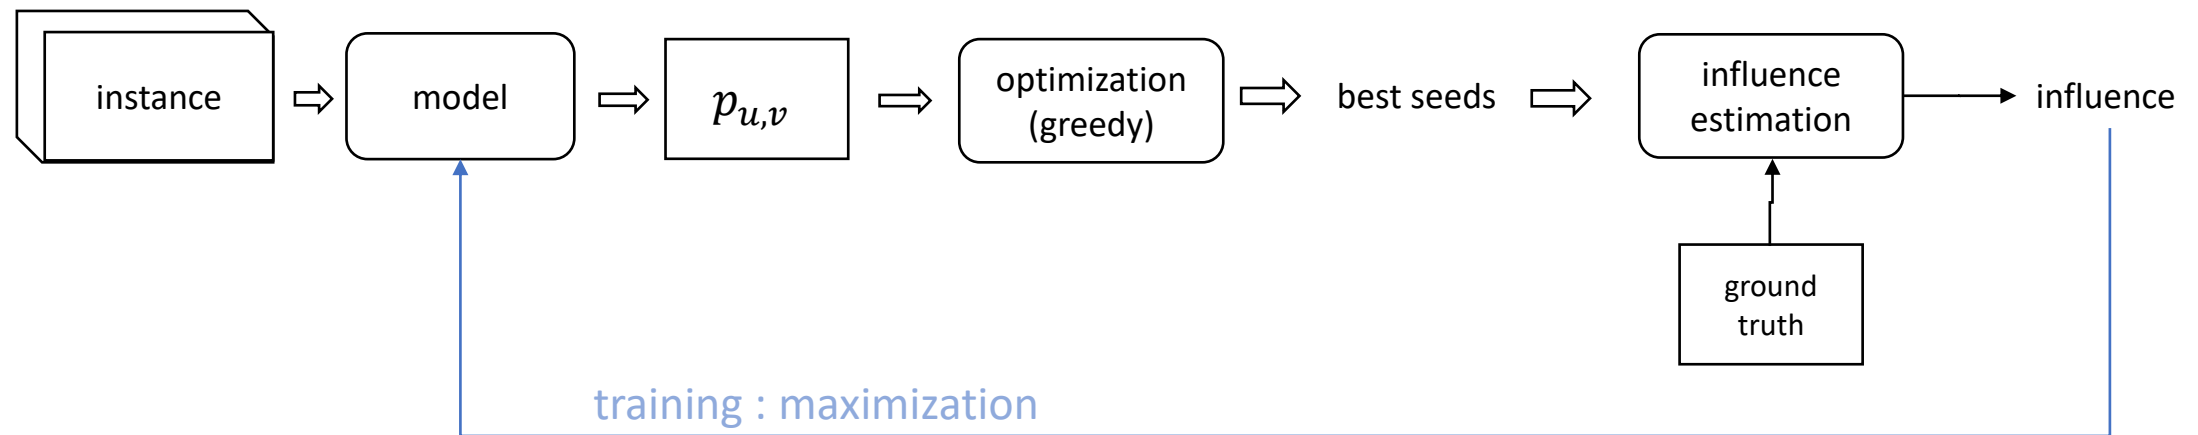 instance
model
p_{u,v}
optimization
(greedy)
best seeds
influence
estimation
influence
ground
truth
training : maximization